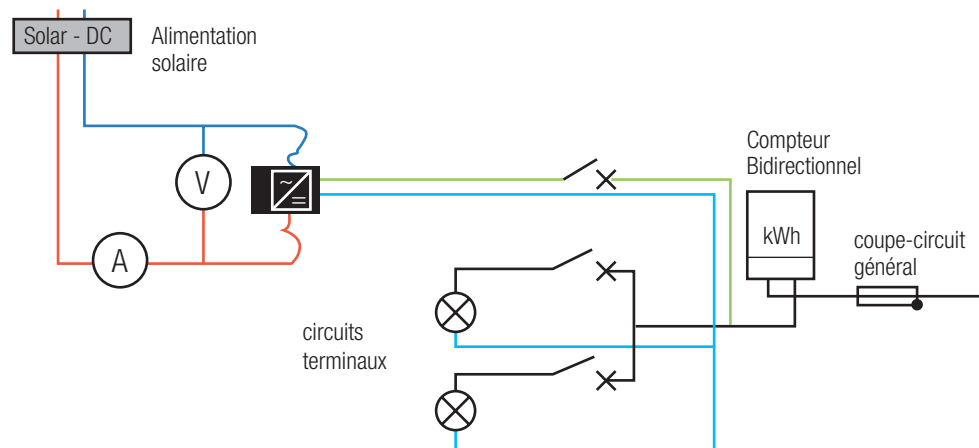 Solar - DC
Alimentation
solaire
V
A
~
=
Compteur
Bidirectionnel
kWh
coupe-circuit
général
circuits
terminaux